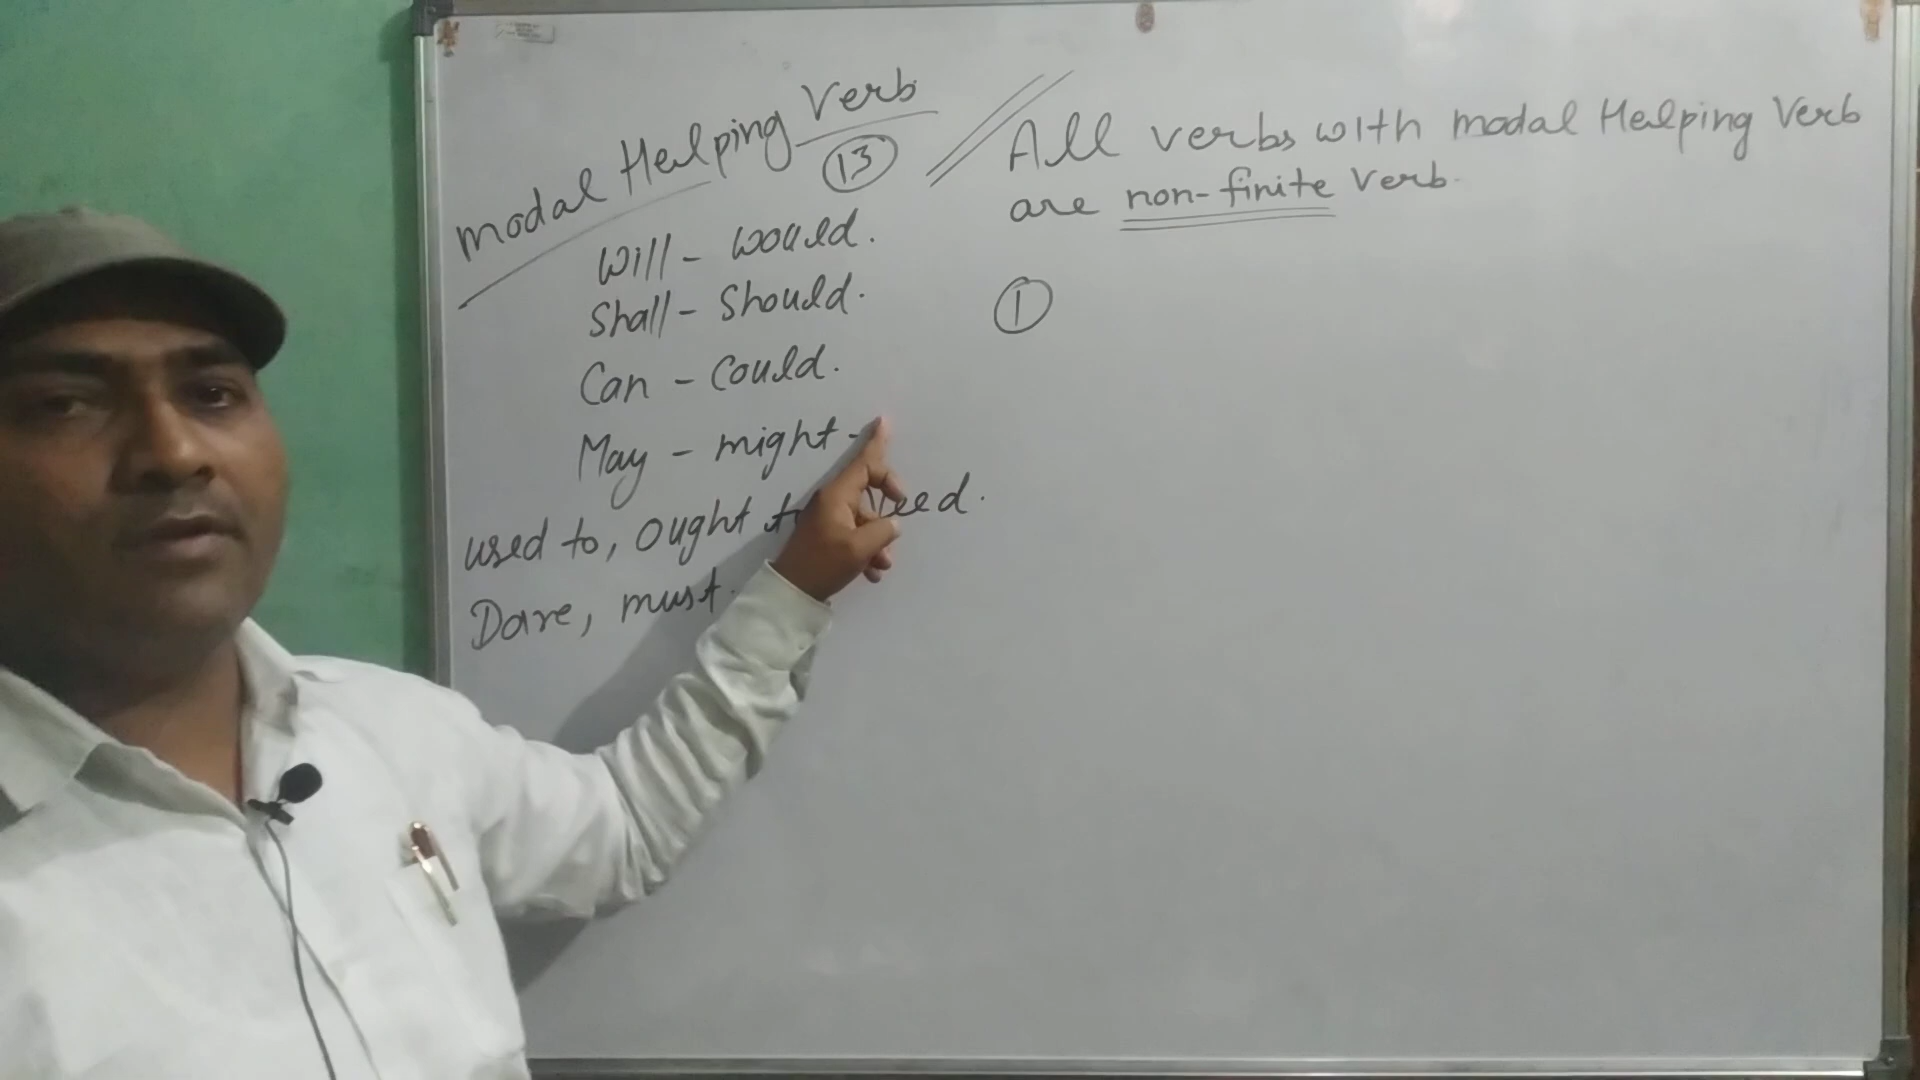 Modal Helping Verb
13
Will - Would.
Shall - Should.
Can - Could.
May - might -
used to, Ought Need.
Dare, must.
All verbs with modal Helping Verb
are non-finite Verb.
1